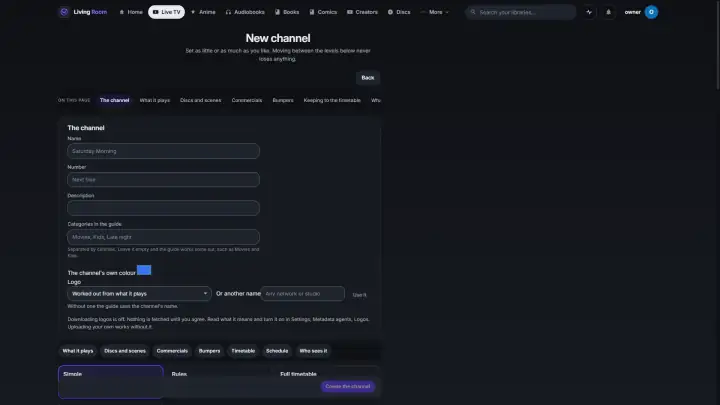 Living Room
Home
Live TV
Anime
Audiobooks
Books
Comics
Creators
Discs
More
Search your libraries...
owner
O
New channel
Set as little or as much as you like. Moving between the levels below never
loses anything.
Back
ON THIS PAGE
The channel
What it plays
Discs and scenes
Commercials
Bumpers
Keeping to the timetable
Who
The channel
Name
Saturday Morning
Number
Next free
Description
Categories in the guide
Movies, Kids, Late night
Separated by commas. Leave it empty and the guide works some out, such as Movies and
Kids.
The channel's own colour
Logo
Worked out from what it plays
Or another name
Any network or studio
Use it
Without one the guide uses the channel's name.
Downloading logos is off. Nothing is fetched until you agree. Read what it means and turn it on in Settings, Metadata agents, Logos.
Uploading your own works without it.
What it plays
Discs and scenes
Commercials
Bumpers
Timetable
Schedule
Who sees it
Simple
Rules
Full timetable
Create the channel